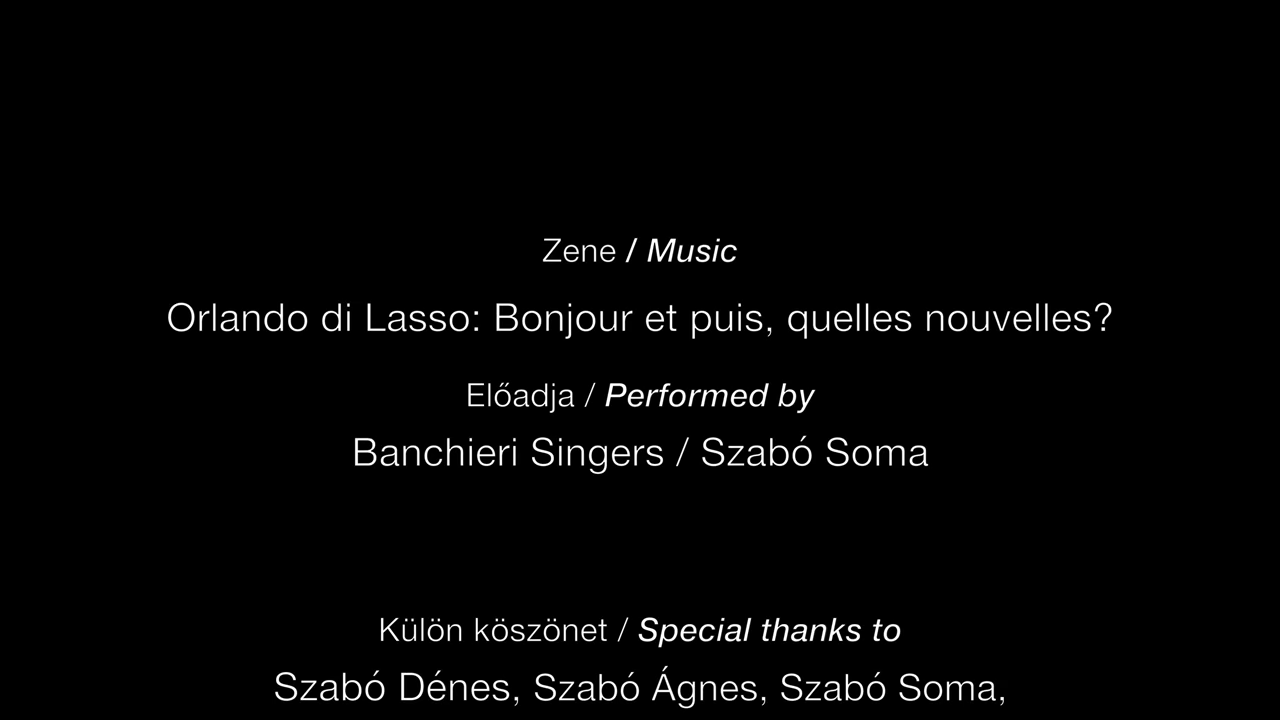 Zene / Music
Orlando di Lasso: Bonjour et puis, quelles nouvelles?
Előadja / Performed by
Banchieri Singers / Szabó Soma
Külön köszönet / Special thanks to
Szabó Dénes, Szabó Ágnes, Szabó Soma,